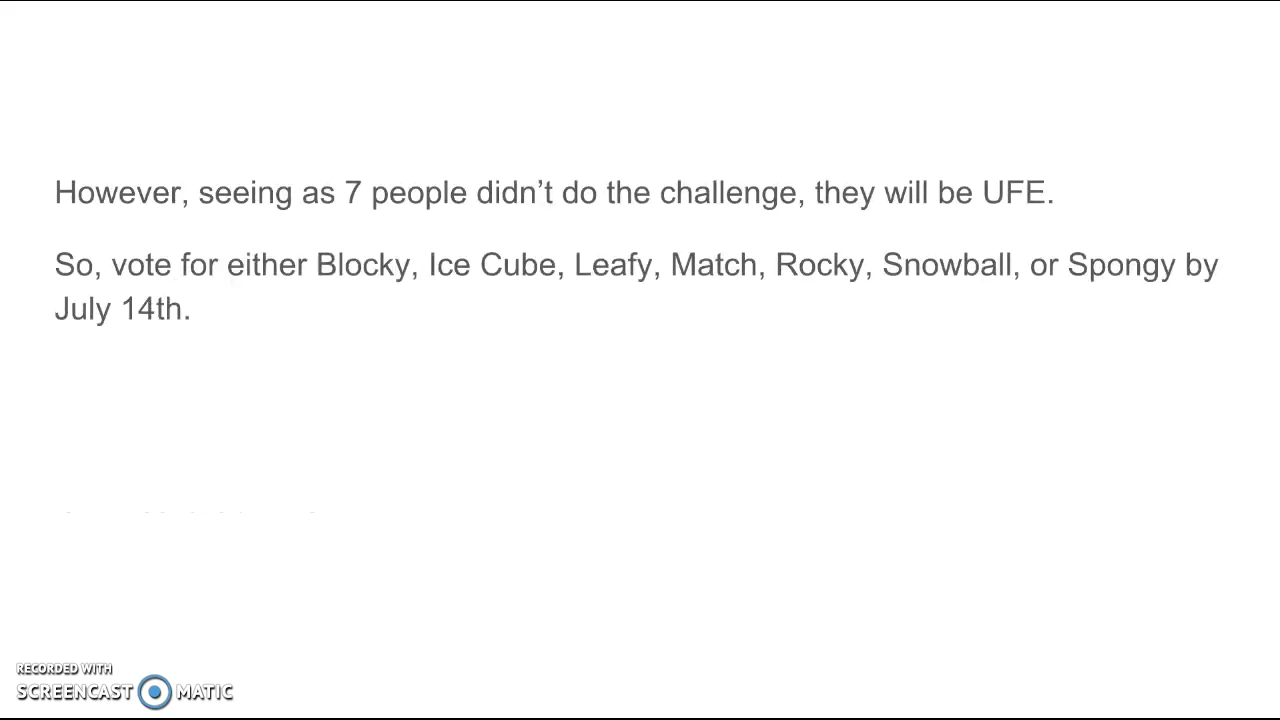 However, seeing as 7 people didn’t do the challenge, they will be UFE.
So, vote for either Blocky, Ice Cube, Leafy, Match, Rocky, Snowball, or Spongy by
July 14th.
RECORDED WITH
SCREENCAST MATIC